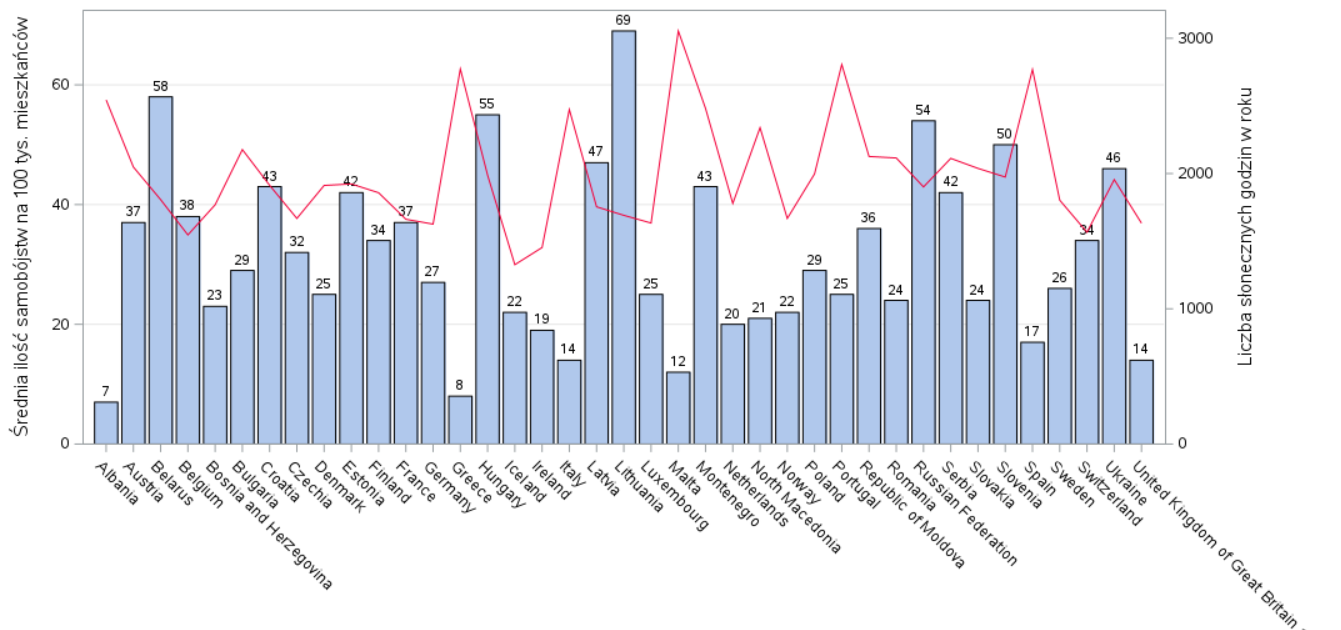 Średnia ilość samobójstw na 100 tys. mieszkańców
60
40
20
0
7
37
58
38
23
29
43
32
25
42
34
37
27
8
55
22
19
14
47
69
25
12
43
20
21
22
29
25
36
24
54
42
24
50
17
26
34
46
14
3000
2000
1000
0
Liczba słonecznych godzin w roku
Albania
Austria
Belarus
Belgium
Bosnia and Herzegovina
Bulgaria
Croatia
Czechia
Denmark
Estonia
Finland
France
Germany
Greece
Hungary
Iceland
Ireland
Italy
Latvia
Lithuania
Luxembourg
Malta
Montenegro
Netherlands
North Macedonia
Norway
Poland
Portugal
Republic of Moldova
Romania
Russian Federation
Serbia
Slovakia
Slovenia
Spain
Sweden
Switzerland
Ukraine
United Kingdom of Great Britain